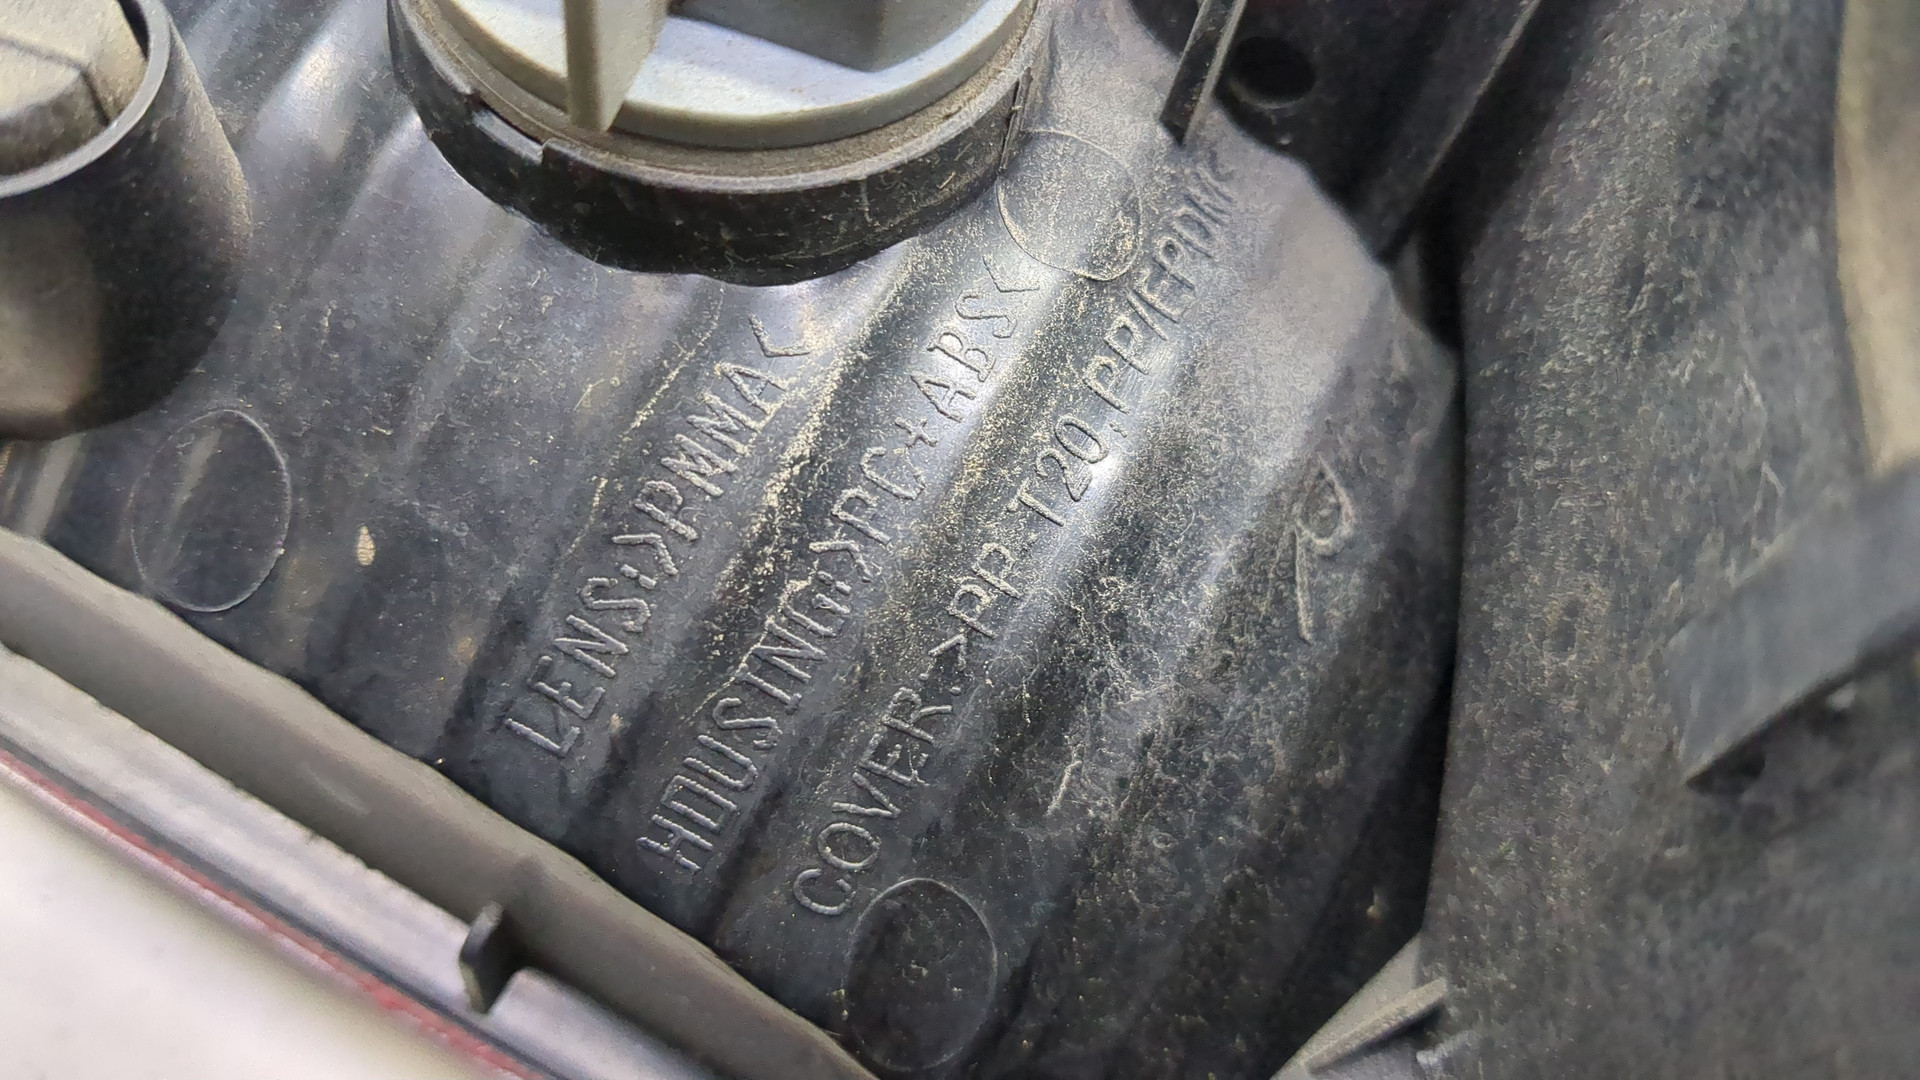 LENS:>PMMA<
HOUSING:>PC+ABS<
COVER:>PP-T20,PP/EPDM<
R